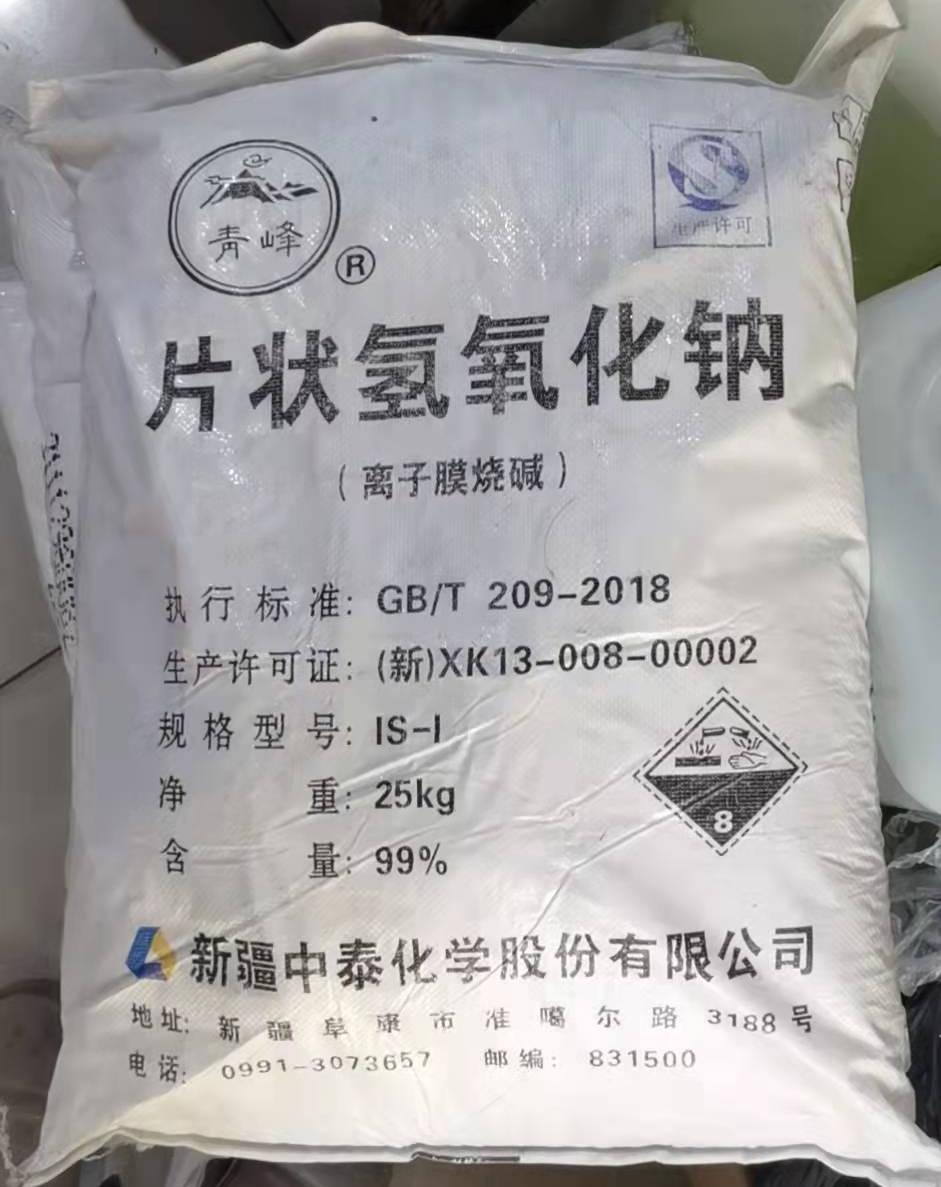 青峰
®
生产许可
片状氢氧化钠
（离子膜烧碱）
执行标准：GB/T 209-2018
生产许可证：(新)XK13-008-00002
规格型号：IS-I
净重：25kg
含量：99%
8
新疆中泰化学股份有限公司
地址：新疆阜康市准噶尔路3188号
电话：0991-3073657 邮编：831500